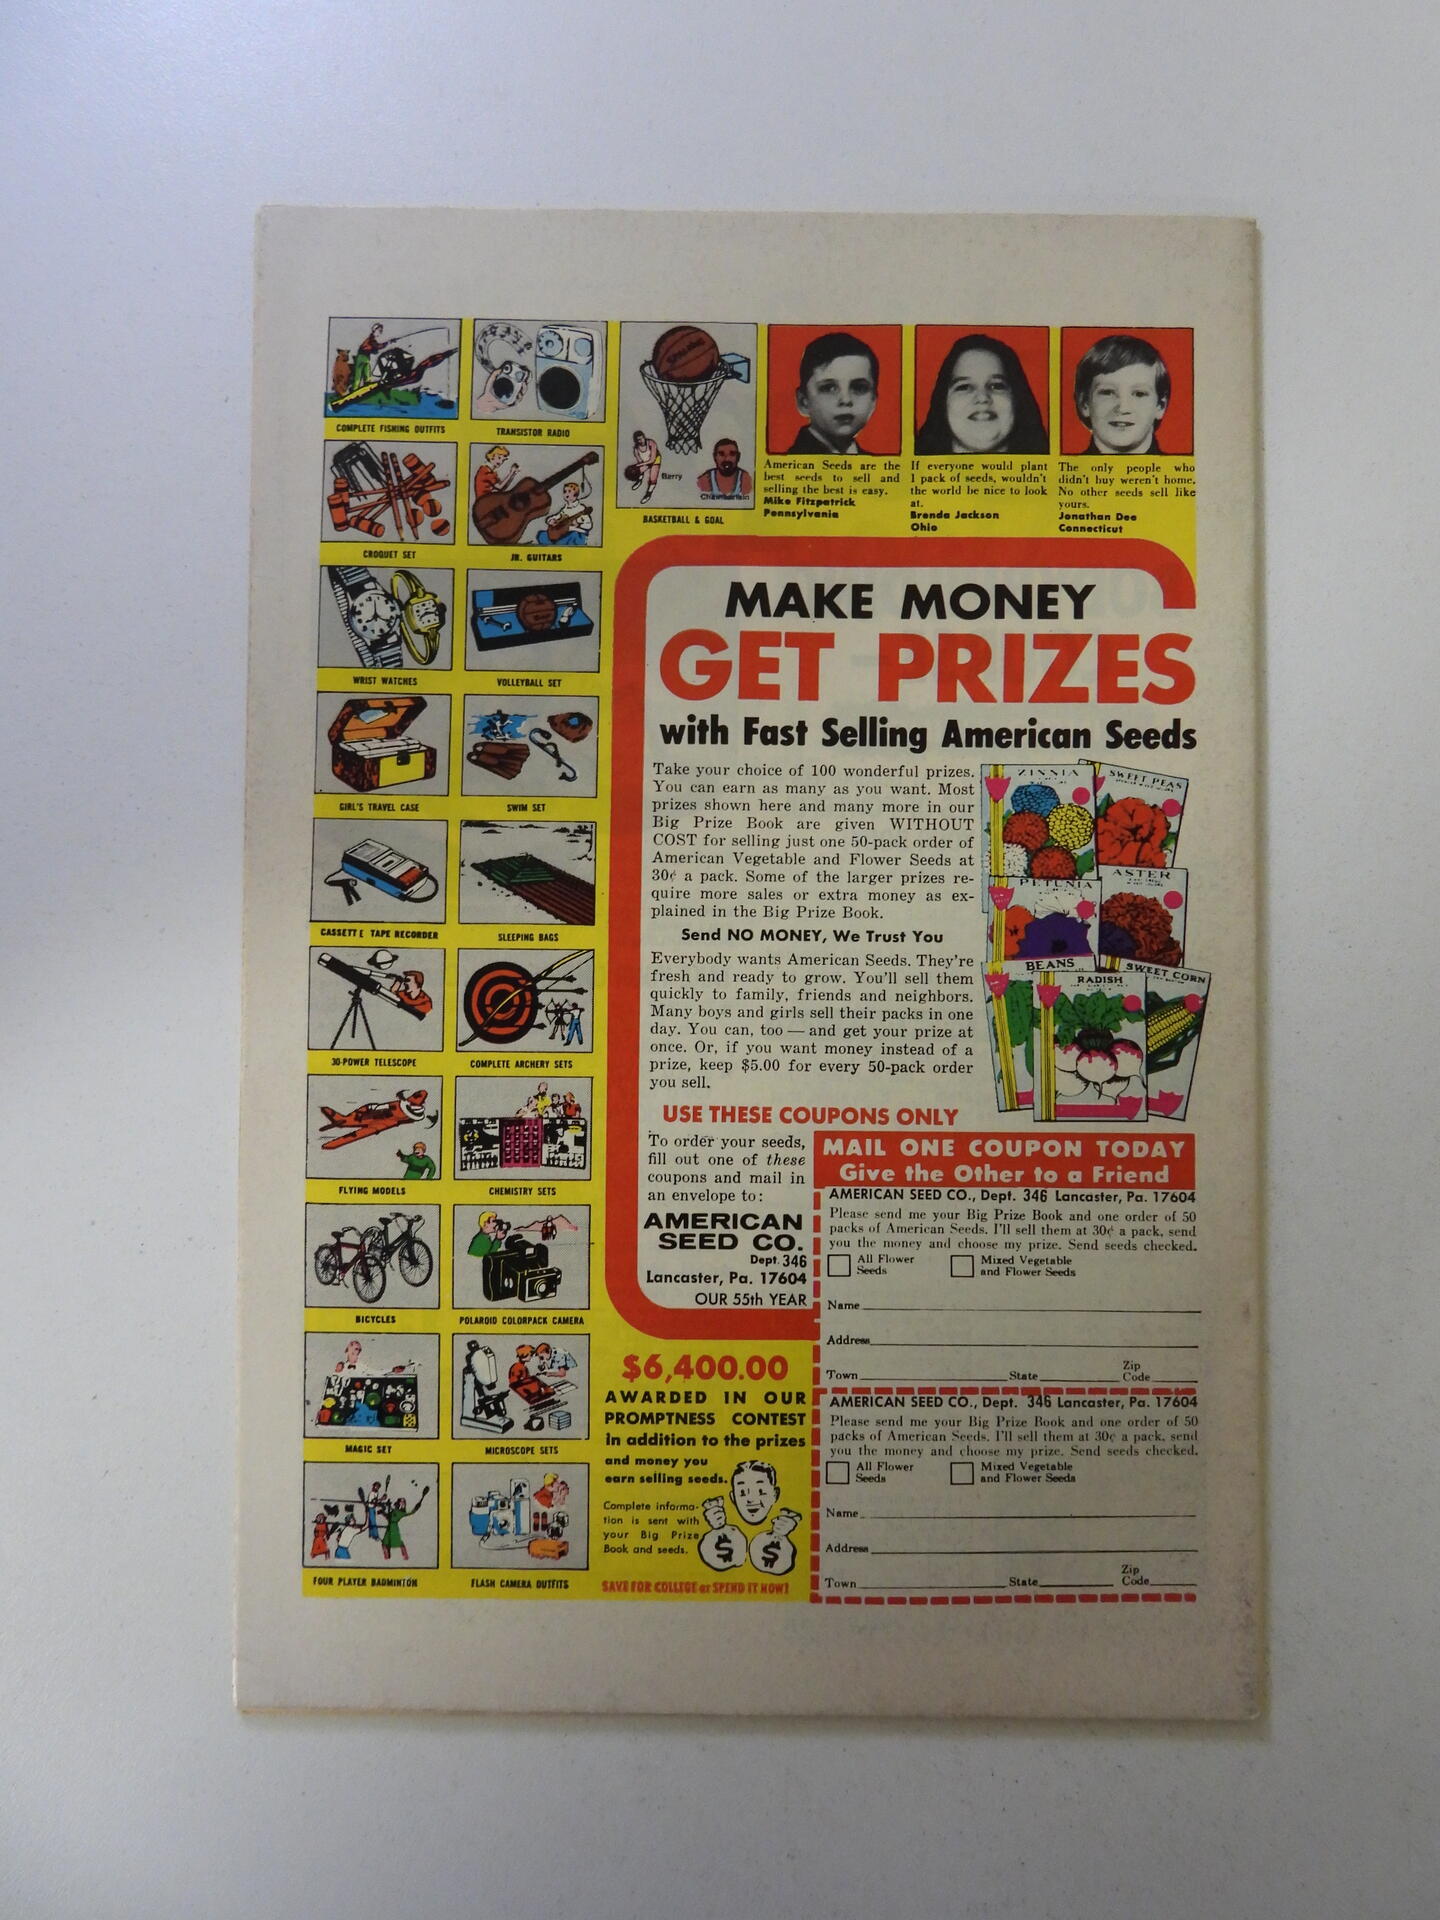 COMPLETE FISHING OUTFITS
TRANSISTOR RADIO
CROQUET SET
JR. GUITARS
WRIST WATCHES
VOLLEYBALL SET
GIRL'S TRAVEL CASE
SWIM SET
CASSETTE TAPE RECORDER
SLEEPING BAGS
30-POWER TELESCOPE
COMPLETE ARCHERY SETS
FLYING MODELS
CHEMISTRY SETS
BICYCLES
POLAROID COLORPACK CAMERA
MAGIC SET
MICROSCOPE SETS
FOUR PLAYER BADMINTON
FLASH CAMERA OUTFITS
Spalding
Barry
Chamberlain
BASKETBALL & GOAL
American Seeds are the
best seeds to sell and
selling the best is easy.
Mike Fitzpatrick
Pennsylvania
If everyone would plant
1 pack of seeds, wouldn't
the world be nice to look
at.
Brenda Jackson
Ohio
The only people who
didn't buy weren't home.
No other seeds sell like
yours.
Jonathan Dee
Connecticut
MAKE MONEY
GET PRIZES
with Fast Selling American Seeds
Take your choice of 100 wonderful prizes.
You can earn as many as you want. Most
prizes shown here and many more in our
Big Prize Book are given WITHOUT
COST for selling just one 50-pack order of
American Vegetable and Flower Seeds at
30¢ a pack. Some of the larger prizes re-
quire more sales or extra money as ex-
plained in the Big Prize Book.
Send NO MONEY, We Trust You
Everybody wants American Seeds. They're
fresh and ready to grow. You'll sell them
quickly to family, friends and neighbors.
Many boys and girls sell their packs in one
day. You can, too — and get your prize at
once. Or, if you want money instead of a
prize, keep $5.00 for every 50-pack order
you sell.
ZINNIA
SWEET PEAS
PETUNIA
ASTER
BEANS
RADISH
SWEET CORN
USE THESE COUPONS ONLY
To order your seeds,
fill out one of these
coupons and mail in
an envelope to:
AMERICAN
SEED CO.
Dept. 346
Lancaster, Pa. 17604
OUR 55th YEAR
MAIL ONE COUPON TODAY
Give the Other to a Friend
AMERICAN SEED CO., Dept. 346 Lancaster, Pa. 17604
Please send me your Big Prize Book and one order of 50
packs of American Seeds. I'll sell them at 30¢ a pack, send
you the money and choose my prize. Send seeds checked.
All Flower Seeds
Mixed Vegetable and Flower Seeds
Name
Address
Town State Zip Code
AMERICAN SEED CO., Dept. 346 Lancaster, Pa. 17604
Please send me your Big Prize Book and one order of 50
packs of American Seeds. I'll sell them at 30¢ a pack, send
you the money and choose my prize. Send seeds checked.
All Flower Seeds
Mixed Vegetable and Flower Seeds
Name
Address
Town State Zip Code
$6,400.00
AWARDED IN OUR
PROMPTNESS CONTEST
in addition to the prizes
and money you
earn selling seeds.
Complete informa-
tion is sent with
your Big Prize
Book and seeds.
$ $
SAVE FOR COLLEGE or SPEND IT NOW!